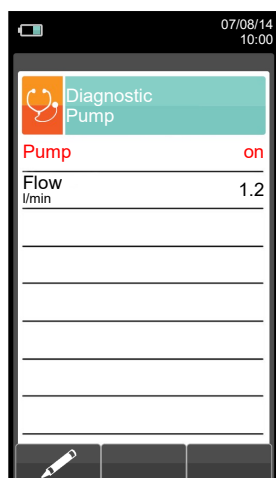 07/08/14
10:00
Diagnostic
Pump
Pump on
Flow 1.2
l/min